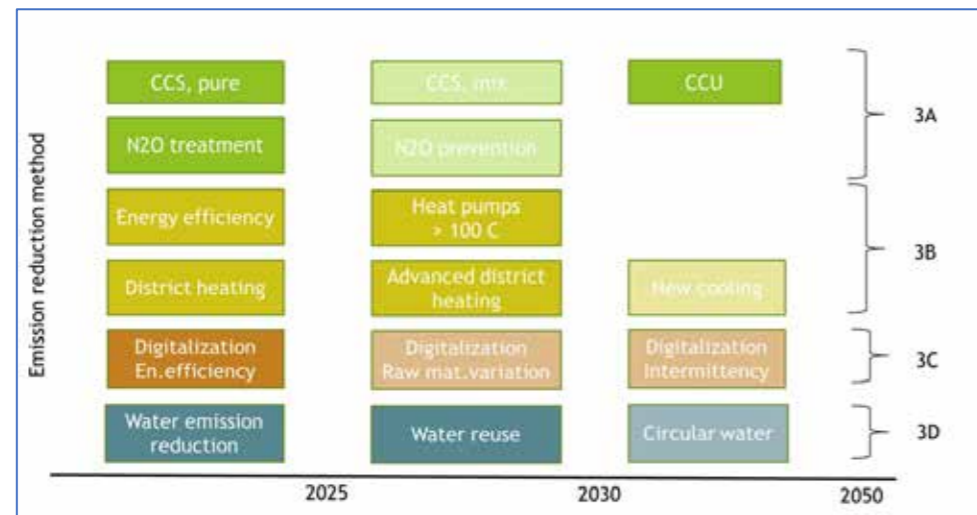 Emission reduction method
CCS, pure
CCS, mix
CCU
3A
N2O treatment
N2O prevention
Energy efficiency
Heat pumps
> 100 C
3B
District heating
Advanced district
heating
New cooling
Digitalization
En.efficiency
Digitalization
Raw mat.variation
Digitalization
Intermittency
3C
Water emission
reduction
Water reuse
Circular water
3D
2025
2030
2050